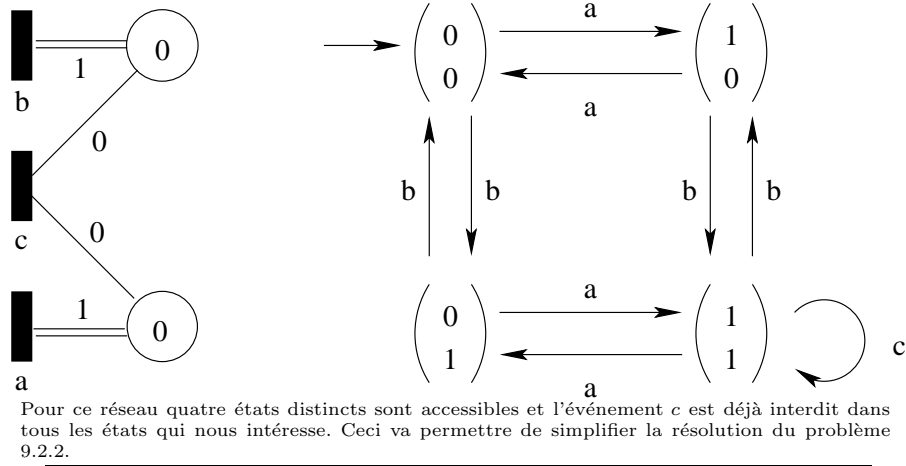 b
1
0
0
c
0
1
0
a
0
0
a
1
0
a
b
b
b
b
0
1
a
1
1
a
c
Pour ce réseau quatre états distincts sont accessibles et l'événement c est déjà interdit dans
tous les états qui nous intéresse. Ceci va permettre de simplifier la résolution du problème
9.2.2.